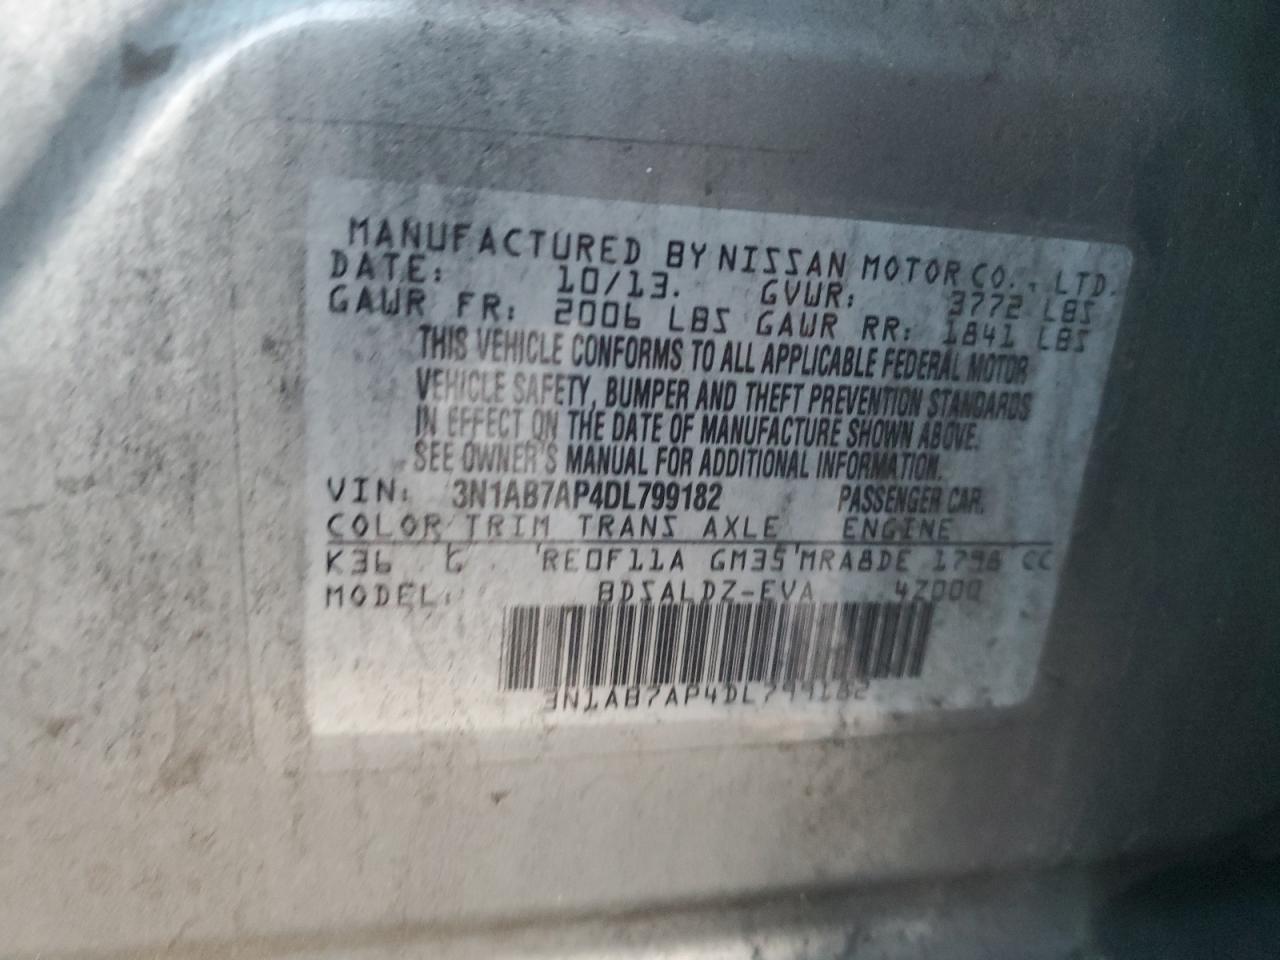 MANUFACTURED BY NISSAN MOTOR CO., LTD.
DATE: 10/13. GVWR: 3772 LBS
GAWR FR: 2006 LBS GAWR RR: 1841 LBS
THIS VEHICLE CONFORMS TO ALL APPLICABLE FEDERAL MOTOR
VEHICLE SAFETY, BUMPER AND THEFT PREVENTION STANDARDS
IN EFFECT ON THE DATE OF MANUFACTURE SHOWN ABOVE.
SEE OWNER'S MANUAL FOR ADDITIONAL INFORMATION.
VIN: 3N1AB7AP4DL799182 PASSENGER CAR.
COLOR TRIM TRANS AXLE ENGINE
K36 RE0F11A GM35 MRA8DE 1798 CC
MODEL: BDSALDZ-EVA
3N1AB7AP4DL799182